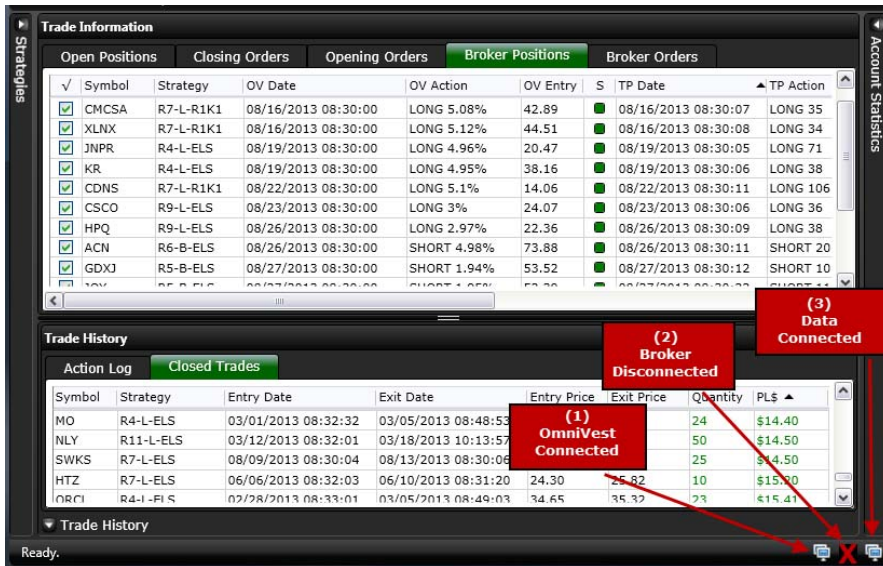 Trade Information
Strategies
Account Statistics
Open Positions Closing Orders Opening Orders Broker Positions Broker Orders
√ Symbol Strategy OV Date OV Action OV Entry S TP Date TP Action
CMCSA R7-L-R1K1 08/16/2013 08:30:00 LONG 5.08% 42.89 08/16/2013 08:30:07 LONG 35
XLNX R7-L-R1K1 08/16/2013 08:30:00 LONG 5.12% 44.51 08/16/2013 08:30:08 LONG 34
JNPR R4-L-ELS 08/19/2013 08:30:00 LONG 4.96% 20.47 08/19/2013 08:30:05 LONG 71
KR R4-L-ELS 08/19/2013 08:30:00 LONG 4.95% 38.16 08/19/2013 08:30:06 LONG 38
CDNS R7-L-R1K1 08/22/2013 08:30:00 LONG 5.1% 14.06 08/22/2013 08:30:11 LONG 106
CSCO R9-L-ELS 08/23/2013 08:30:00 LONG 3% 24.07 08/23/2013 08:30:06 LONG 36
HPQ R9-L-ELS 08/26/2013 08:30:00 LONG 2.97% 22.36 08/26/2013 08:30:09 LONG 38
ACN R6-B-ELS 08/26/2013 08:30:00 SHORT 4.98% 73.88 08/26/2013 08:30:11 SHORT 20
GDXJ R5-B-ELS 08/27/2013 08:30:00 SHORT 1.94% 53.52 08/27/2013 08:30:12 SHORT 10
(3)
Data
Connected
Trade History
(2)
Broker
Disconnected
Action Log Closed Trades
Symbol Strategy Entry Date Exit Date Entry Price Exit Price Quantity PL$
(1)
OmniVest
Connected
MO R4-L-ELS 03/01/2013 08:32:32 03/05/2013 08:48:53 24 $14.40
NLY R11-L-ELS 03/12/2013 08:32:01 03/18/2013 10:13:57 50 $14.50
SWKS R7-L-ELS 08/09/2013 08:30:04 08/13/2013 08:30:06 25 $14.50
HTZ R7-L-ELS 06/06/2013 08:32:03 06/10/2013 08:31:20 24.30 25.82 10 $15.20
ORCL R4-L-ELS 02/28/2013 08:33:01 03/05/2013 08:49:03 34.65 35.32 23 $15.41
Trade History
Ready.